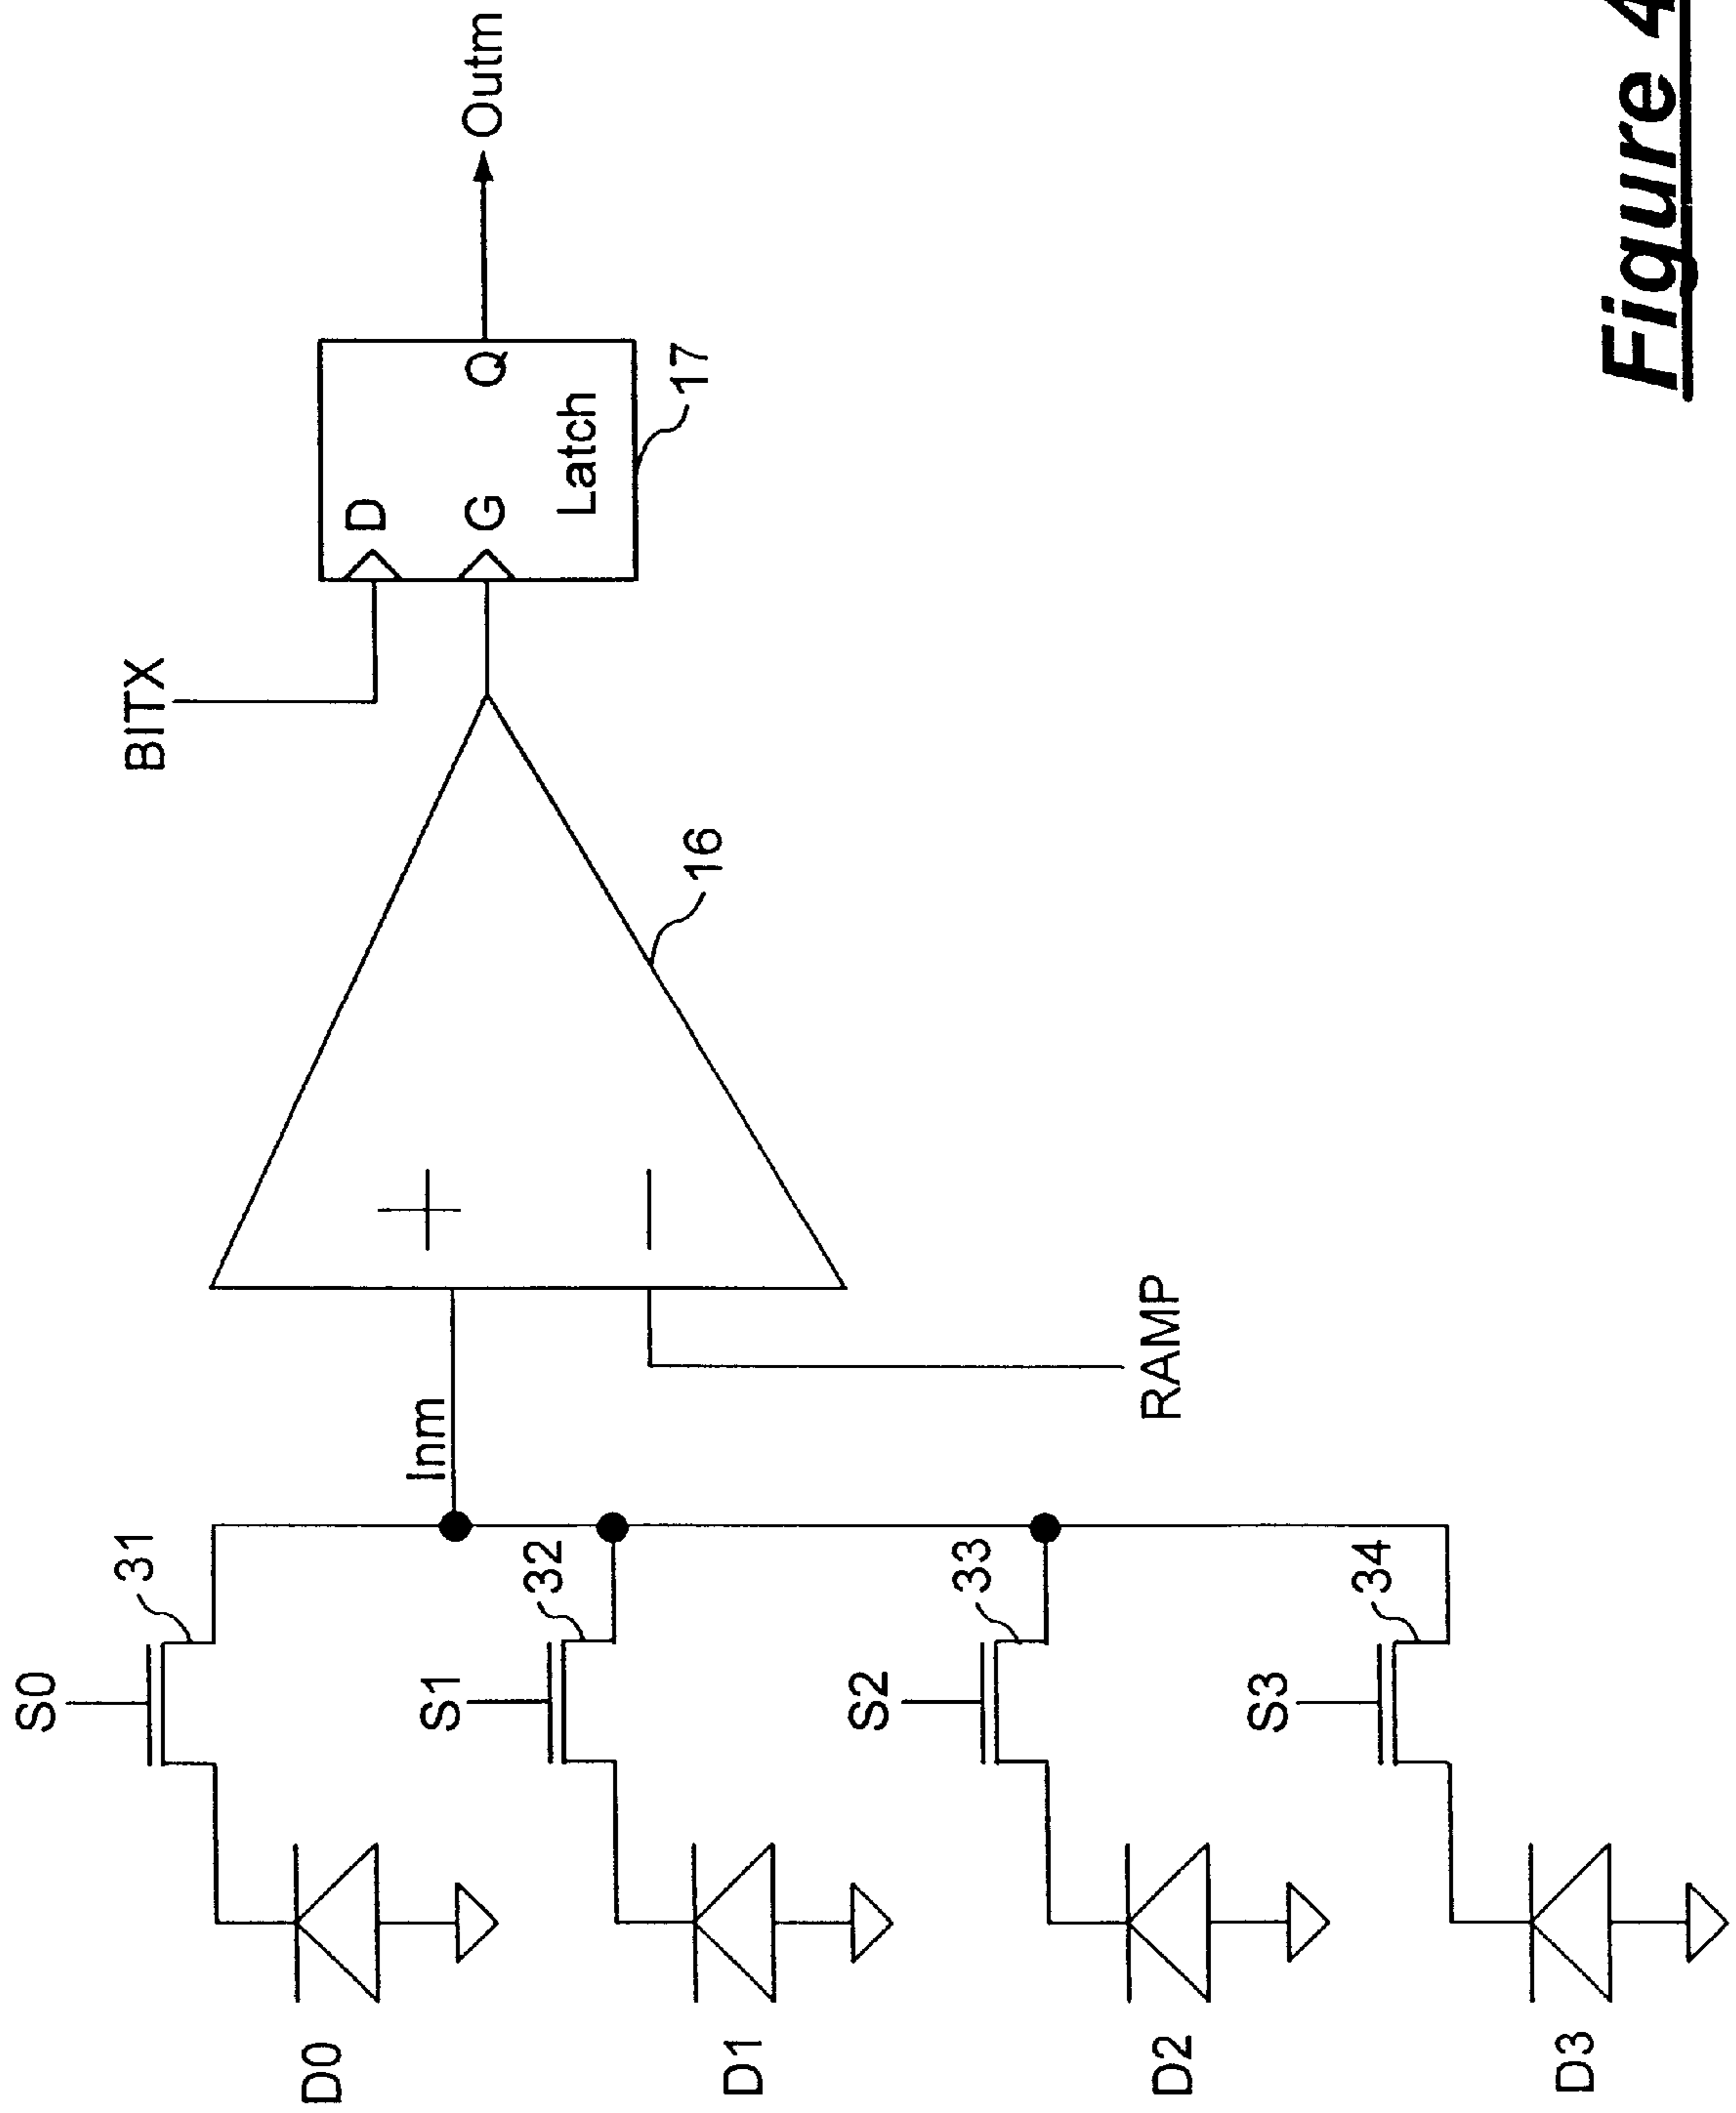 S0
31
D0
S1
32
D1
S2
33
D2
S3
34
D3
Inm
RAMP
+
−
16
BITX
D
G
Q
Latch
17
Outm
Figure 4